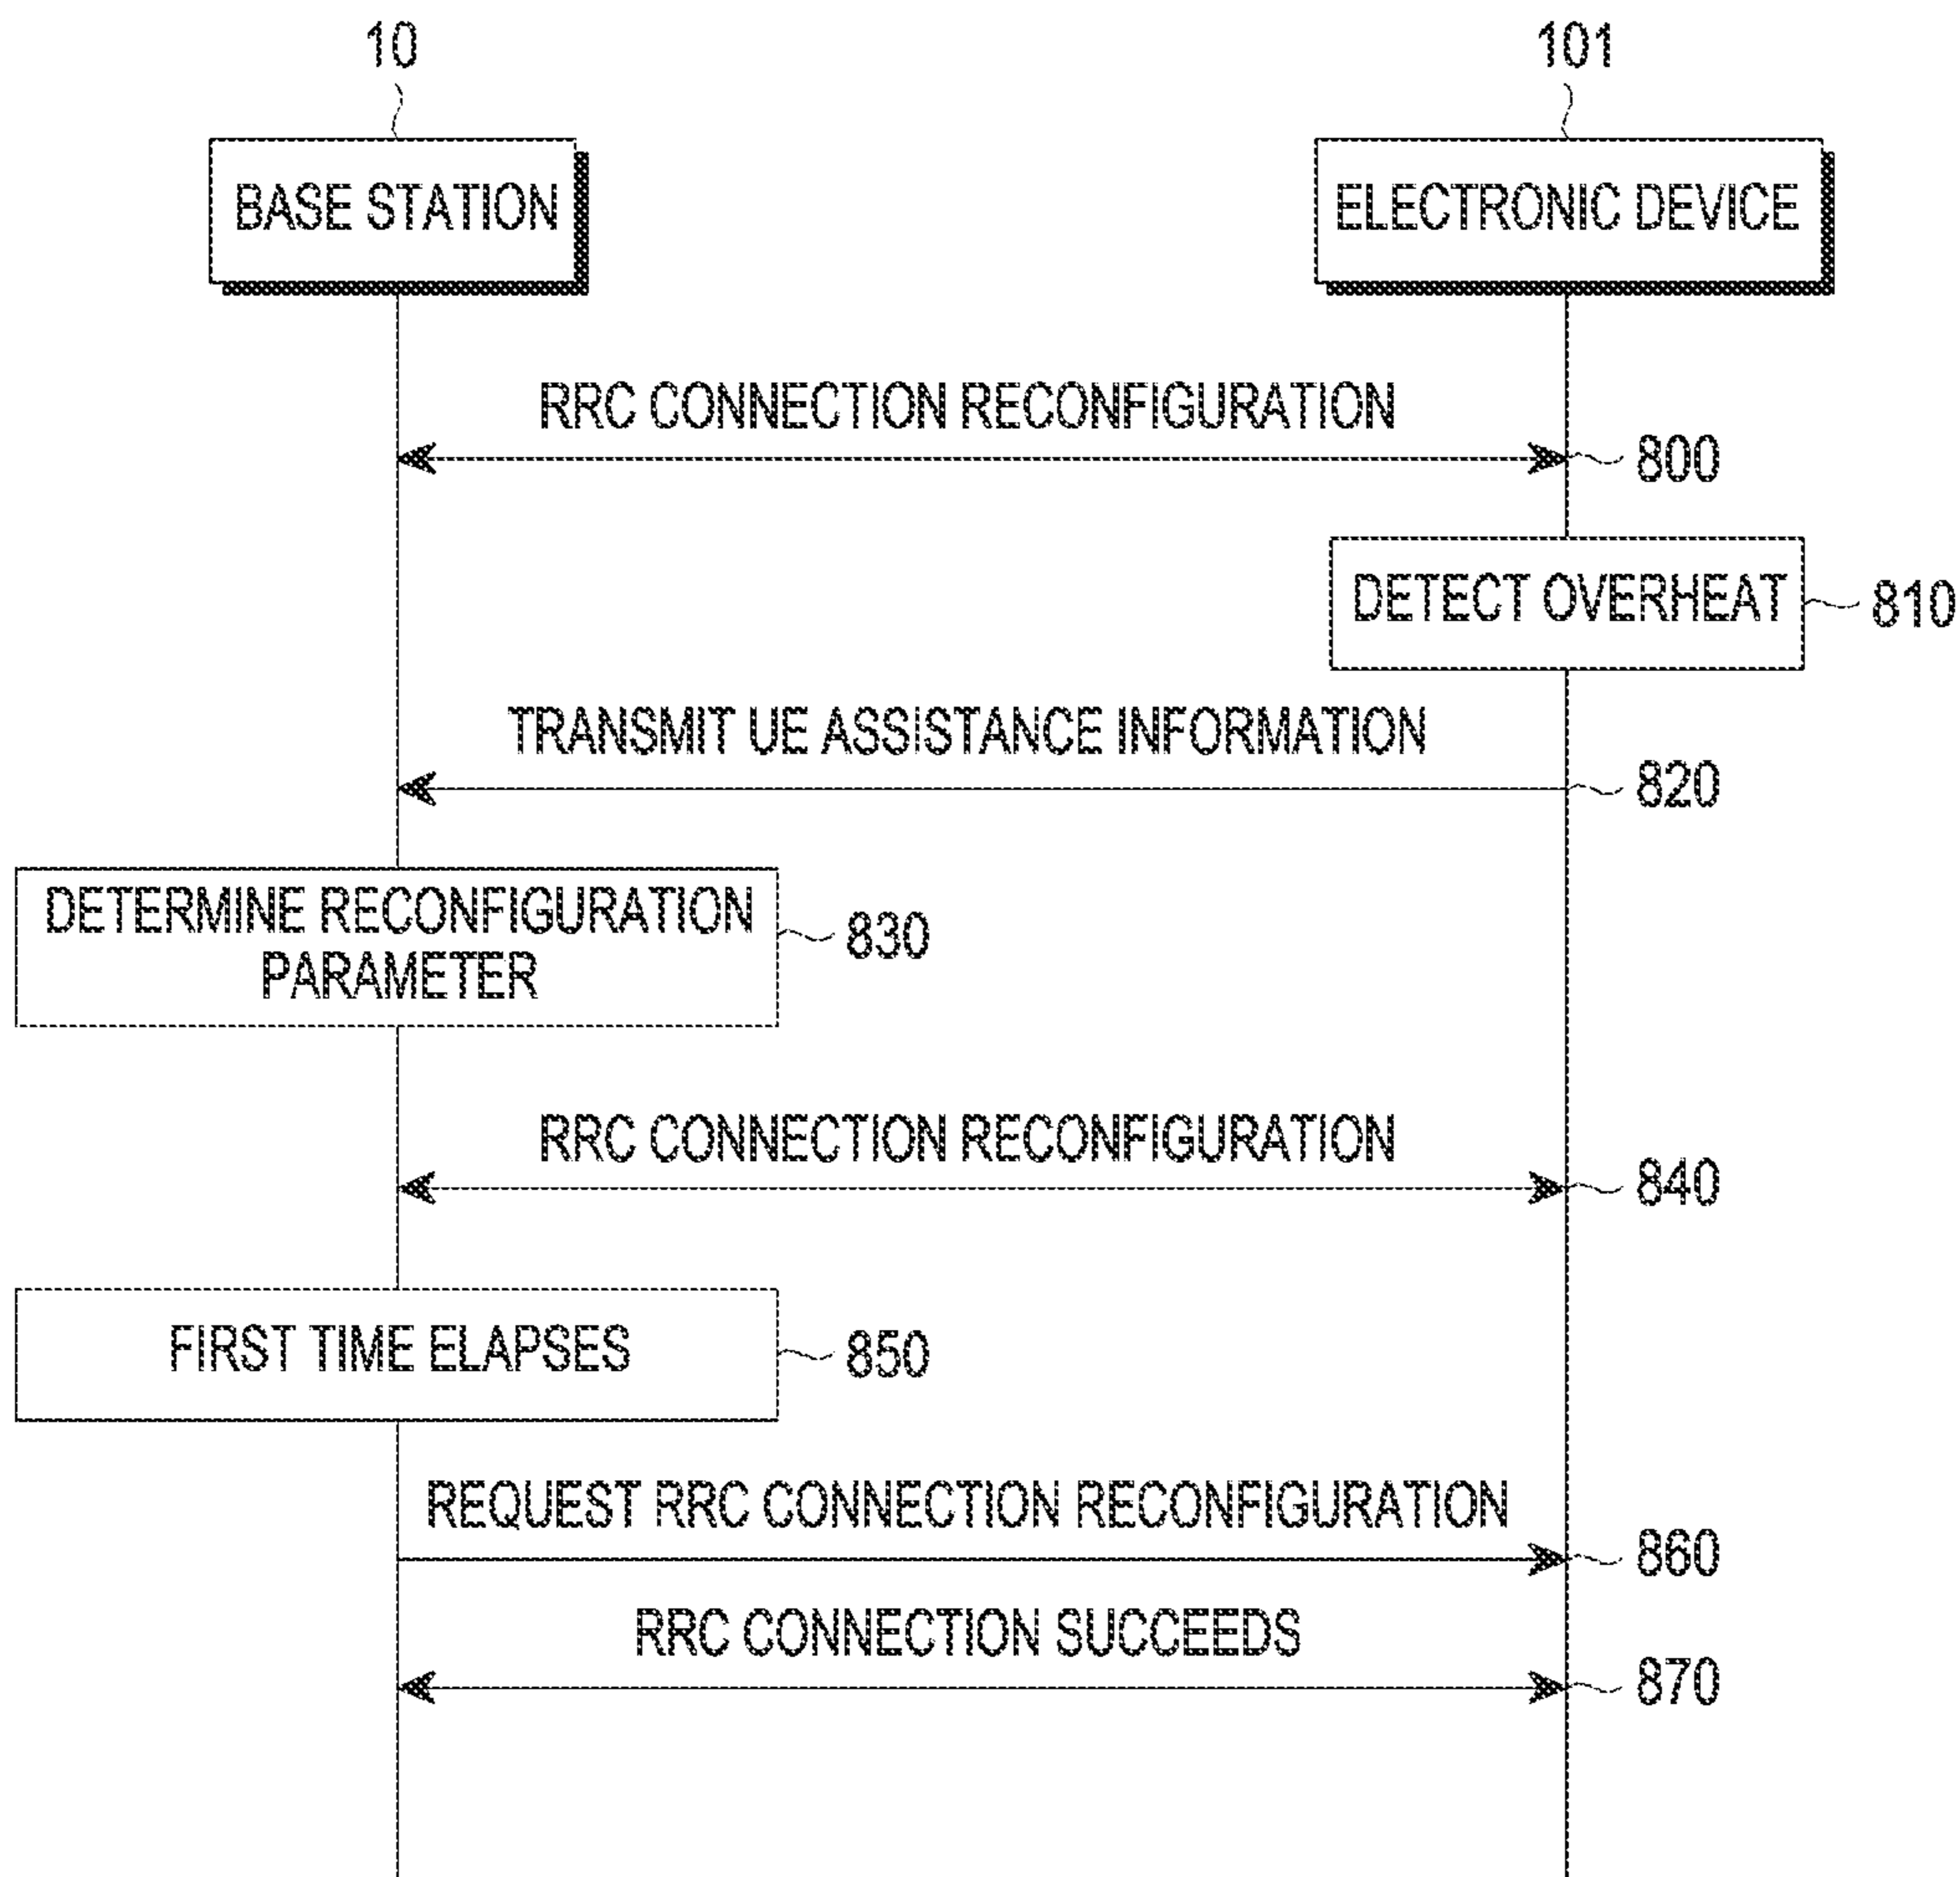 10
101
BASE STATION
ELECTRONIC DEVICE
RRC CONNECTION RECONFIGURATION
800
DETECT OVERHEAT
810
TRANSMIT UE ASSISTANCE INFORMATION
820
DETERMINE RECONFIGURATION
PARAMETER
830
RRC CONNECTION RECONFIGURATION
840
FIRST TIME ELAPSES
850
REQUEST RRC CONNECTION RECONFIGURATION
860
RRC CONNECTION SUCCEEDS
870